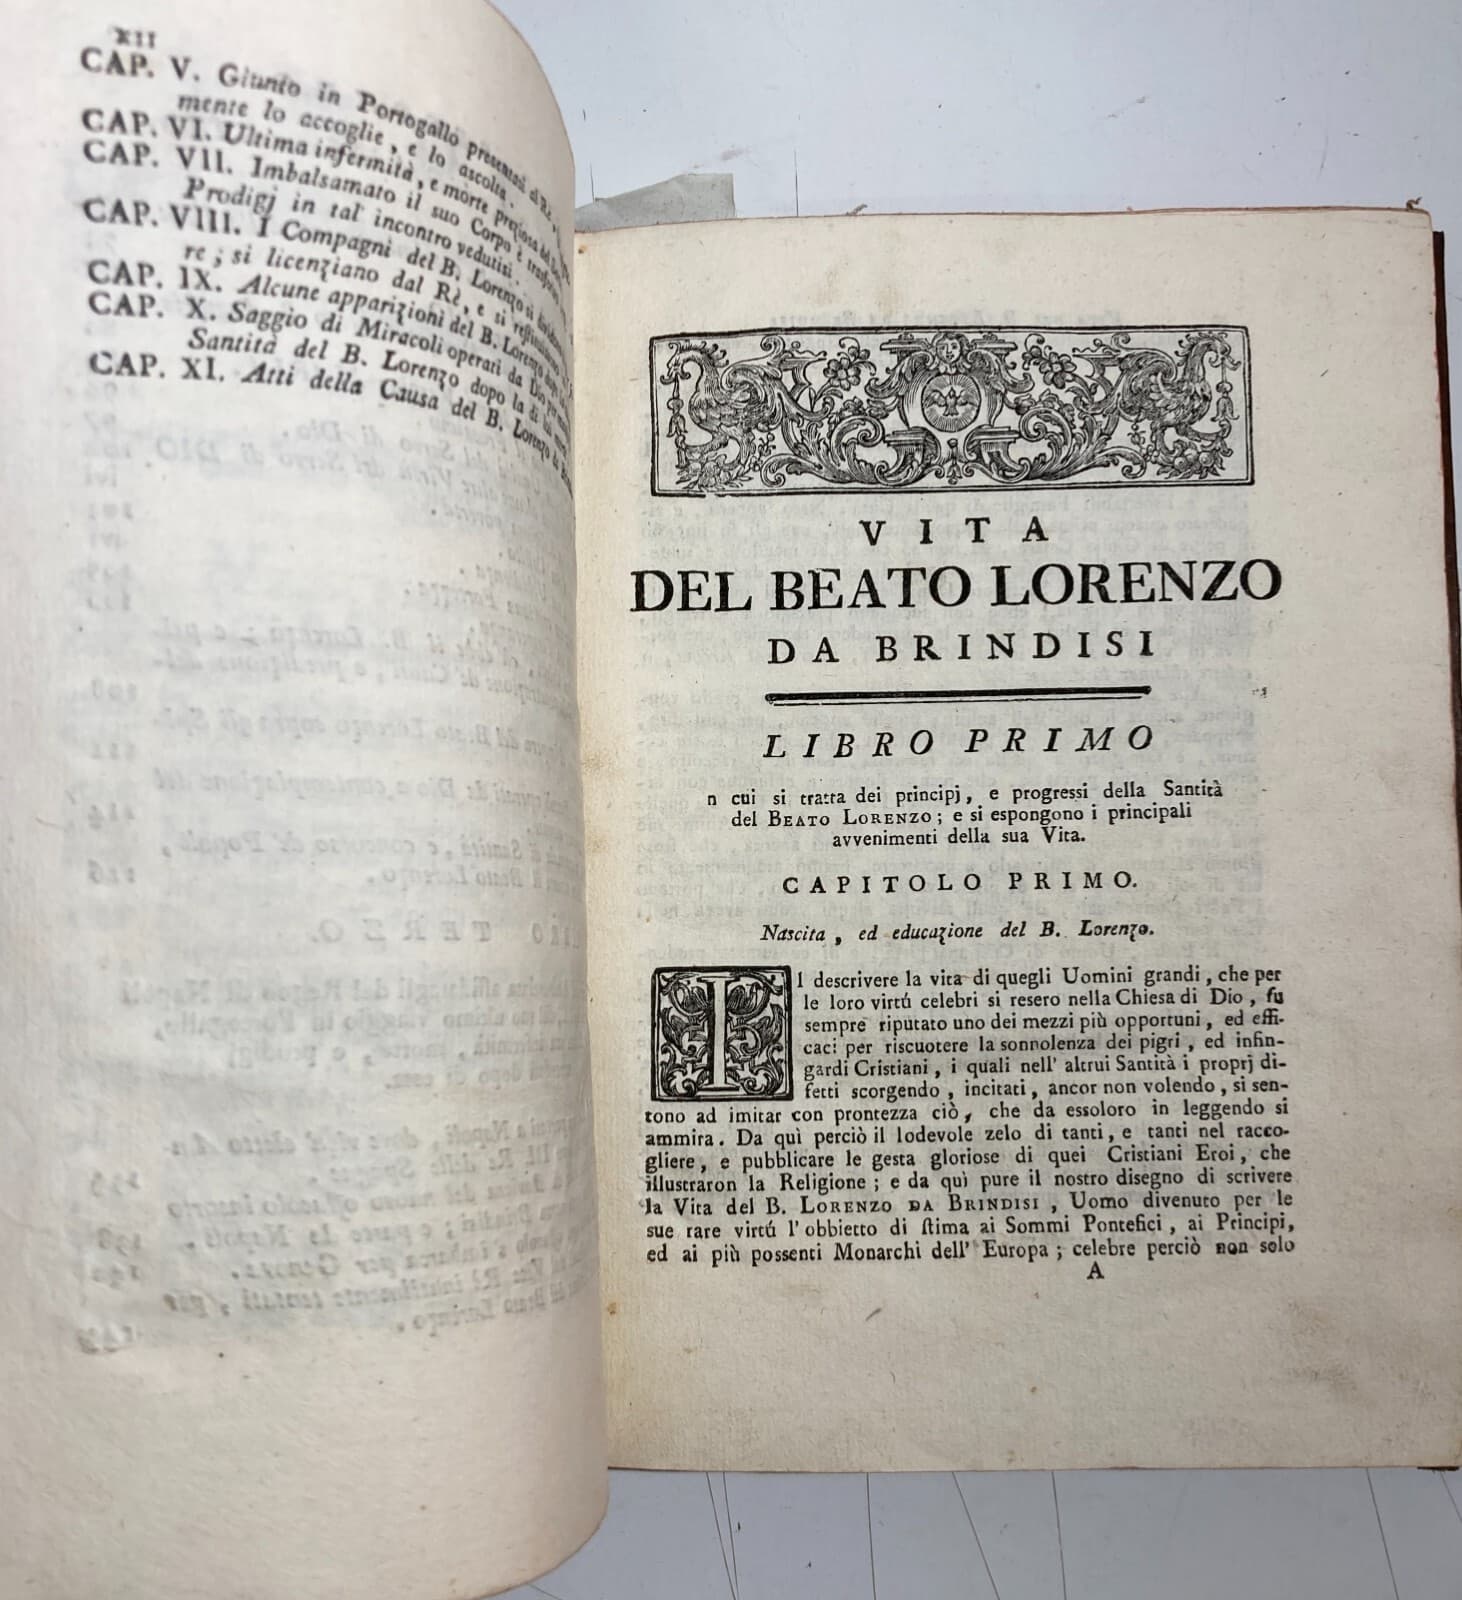 XII
CAP. V. Giunto in Portogallo presentasi al Rè,
mente lo accoglie, e lo ascolta.
CAP. VI. Ultima infermità, e morte preziosa del
CAP. VII. Imbalsamato il suo Corpo è
Prodigj in tal' incontro vedutisi.
CAP. VIII. I Compagni del B. Lorenzo si
re; si licenziano dal Rè, e si
CAP. IX. Alcune apparizioni del B. Lorenzo dopo
CAP. X. Saggio di Miracoli operari da Dio per
Santità del B. Lorenzo dopo la di lui
CAP. XI. Atti della Causa del B. Lorenzo
VITA
DEL BEATO LORENZO
DA BRINDISI
LIBRO PRIMO
n cui si tratta dei principj, e progressi della Santità
del BEATO LORENZO; e si espongono i principali
avvenimenti della sua Vita.
CAPITOLO PRIMO.
Nascita, ed educazione del B. Lorenzo.
Il descrivere la vita di quegli Uomini grandi, che per
le loro virtú celebri si resero nella Chiesa di Dio, fu
sempre riputato uno dei mezzi più opportuni, ed effi-
caci per riscuotere la sonnolenza dei pigri, ed infin-
gardi Cristiani, i quali nell' altrui Santità i proprj di-
fetti scorgendo, incitati, ancor non volendo, si sen-
tono ad imitar con prontezza ciò, che da essoloro in leggendo si
ammira. Da quì perciò il lodevole zelo di tanti, e tanti nel racco-
gliere, e pubblicare le gesta gloriose di quei Cristiani Eroi, che
illustraron la Religione; e da quì pure il nostro disegno di scrivere
la Vita del B. LORENZO DA BRINDISI, Uomo divenuto per le
sue rare virtú l'obbietto di stima ai Sommi Pontefici, ai Principi,
ed ai più possenti Monarchi dell' Europa; celebre perciò non solo
A